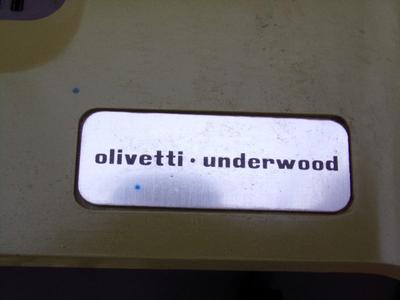 olivetti · underwood